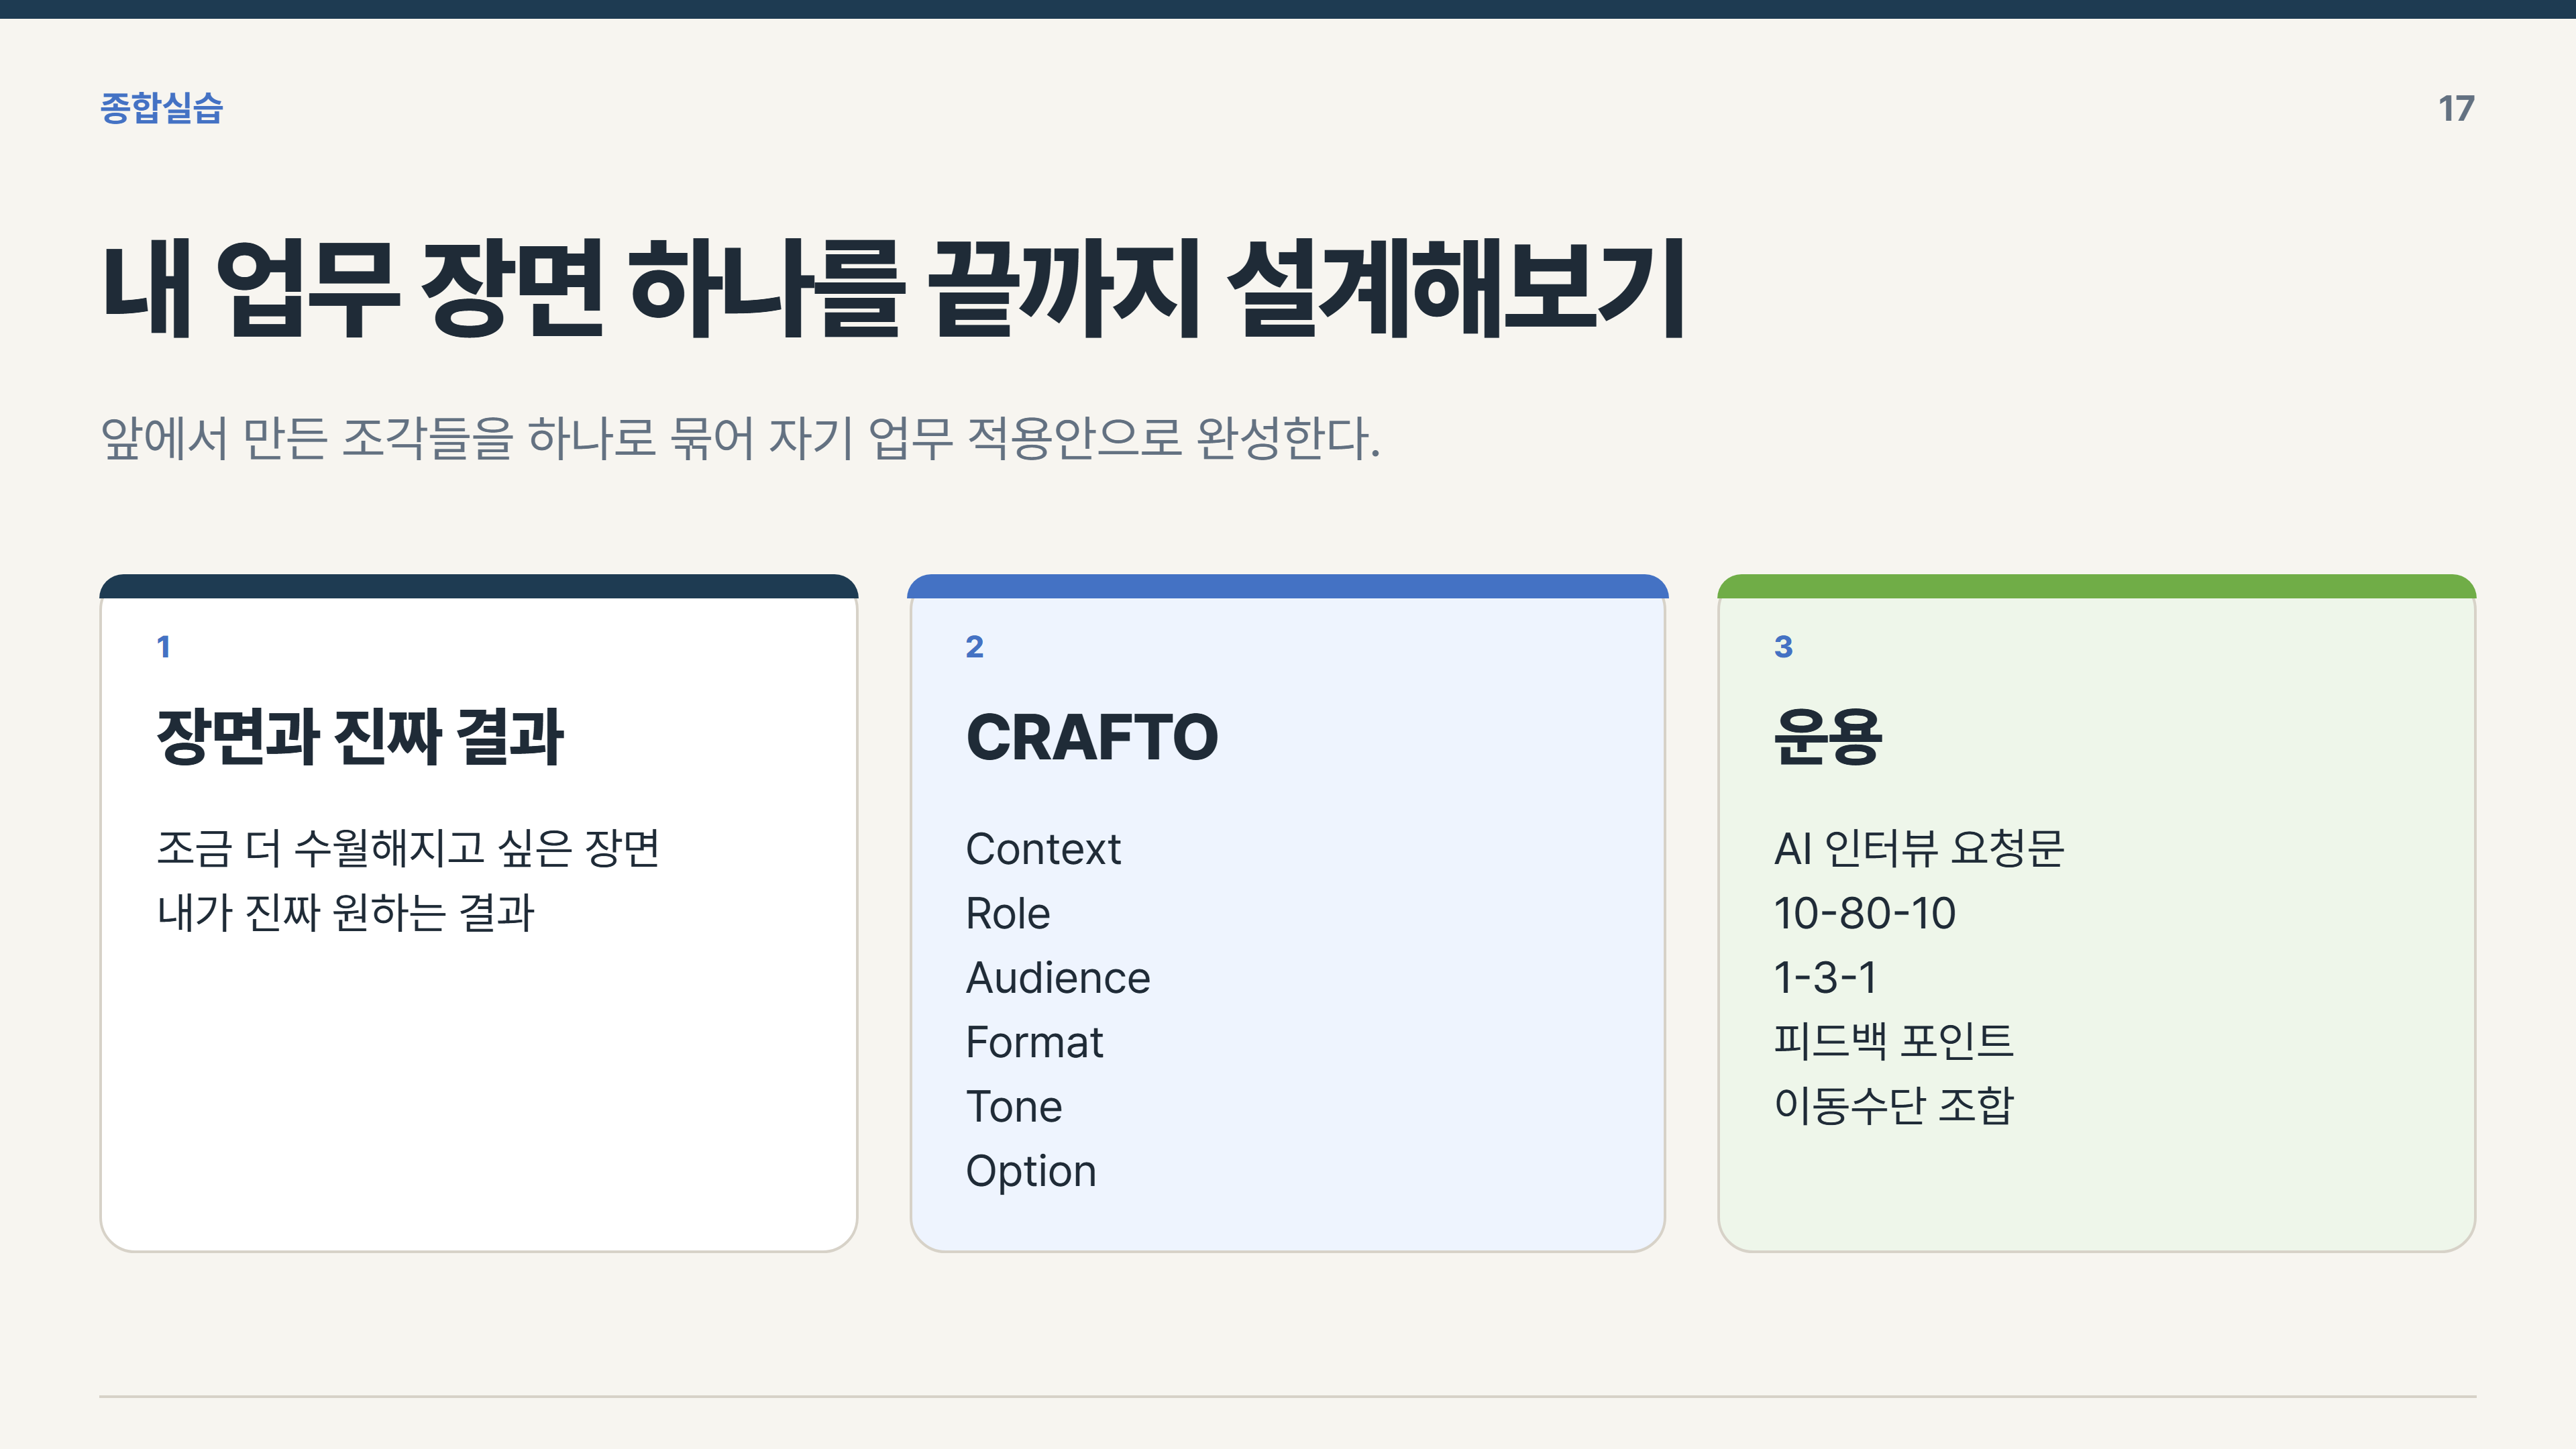 종합실습
17
내 업무 장면 하나를 끝까지 설계해보기
앞에서 만든 조각들을 하나로 묶어 자기 업무 적용안으로 완성한다.
1
장면과 진짜 결과
조금 더 수월해지고 싶은 장면
내가 진짜 원하는 결과
2
CRAFTO
Context
Role
Audience
Format
Tone
Option
3
운용
AI 인터뷰 요청문
10-80-10
1-3-1
피드백 포인트
이동수단 조합